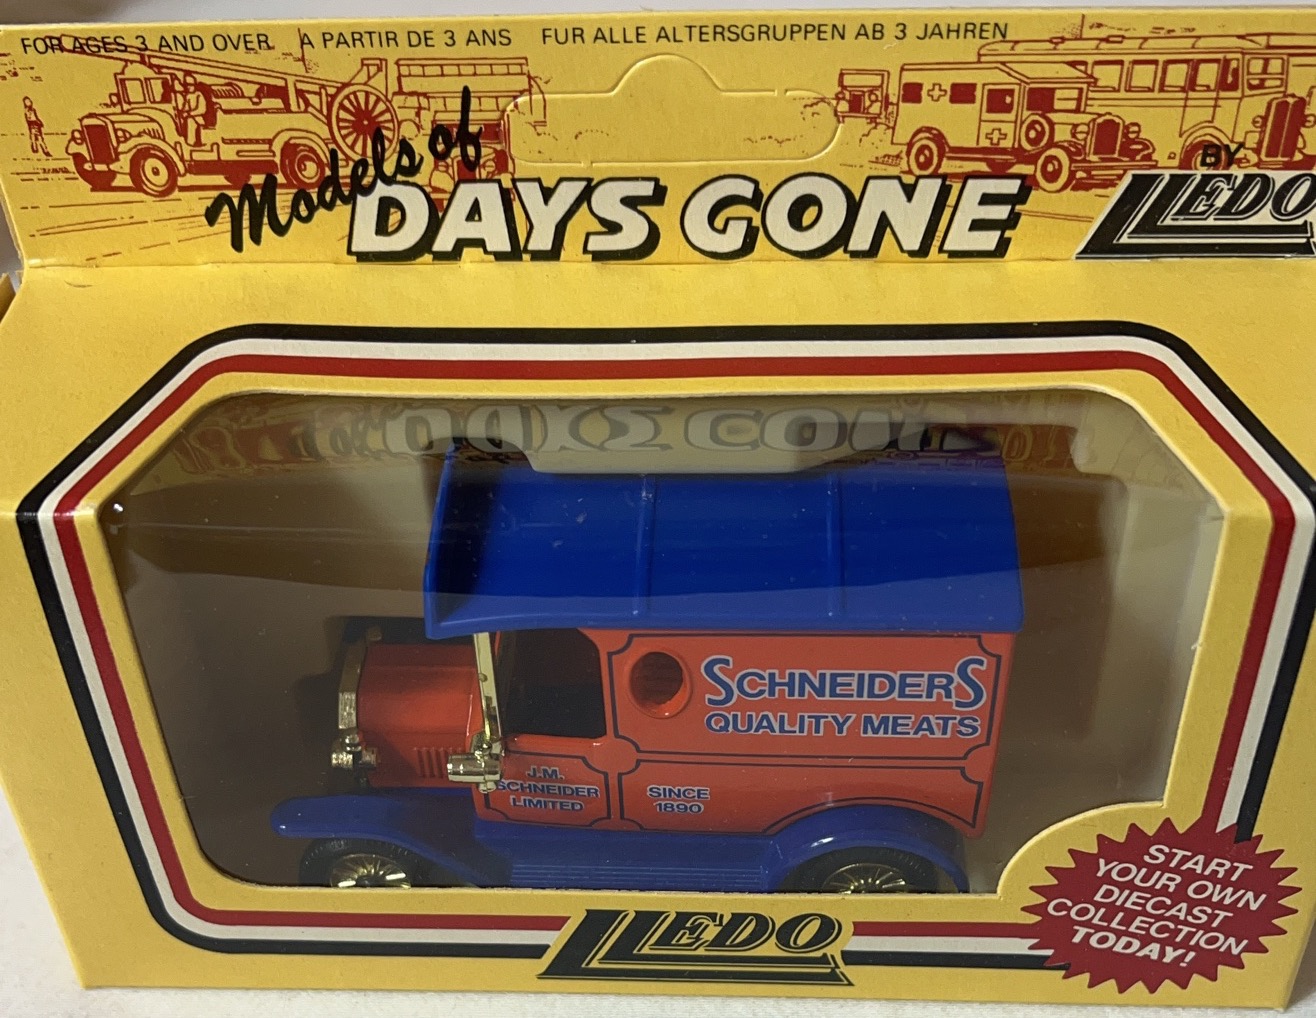 FOR AGES 3 AND OVER A PARTIR DE 3 ANS FUR ALLE ALTERSGRUPPEN AB 3 JAHREN
Models of
DAYS GONE
BY
LLEDO
SCHNEIDERS
QUALITY MEATS
J.M.
SCHNEIDER
LIMITED
SINCE
1890
LLEDO
START
YOUR OWN
DIECAST
COLLECTION
TODAY!